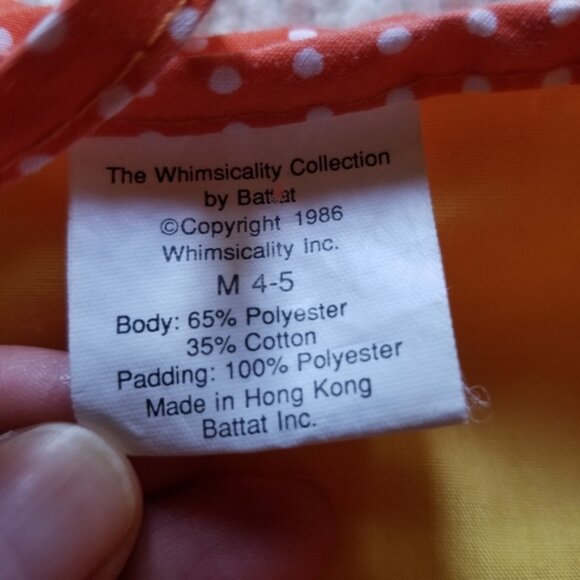 The Whimsicality Collection
by Battat
©Copyright 1986
Whimsicality Inc.
M 4-5
Body: 65% Polyester
35% Cotton
Padding: 100% Polyester
Made in Hong Kong
Battat Inc.